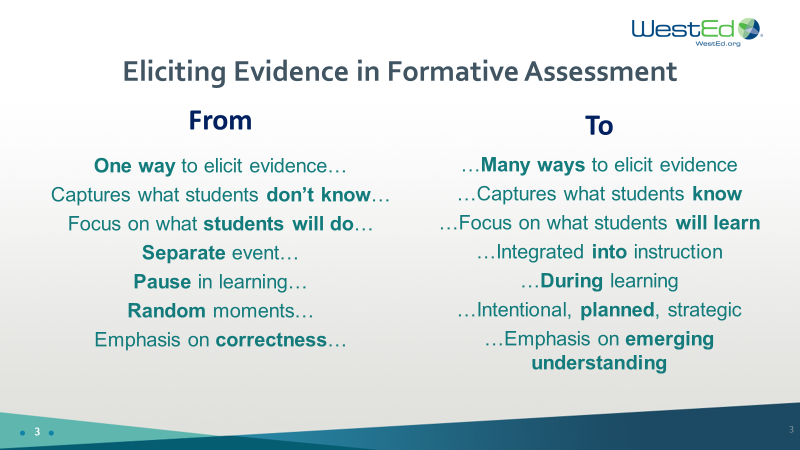 WestEd
WestEd.org
Eliciting Evidence in Formative Assessment
From
One way to elicit evidence…
Captures what students don’t know…
Focus on what students will do…
Separate event…
Pause in learning…
Random moments…
Emphasis on correctness…
To
…Many ways to elicit evidence
…Captures what students know
…Focus on what students will learn
…Integrated into instruction
…During learning
…Intentional, planned, strategic
…Emphasis on emerging
understanding
3
3